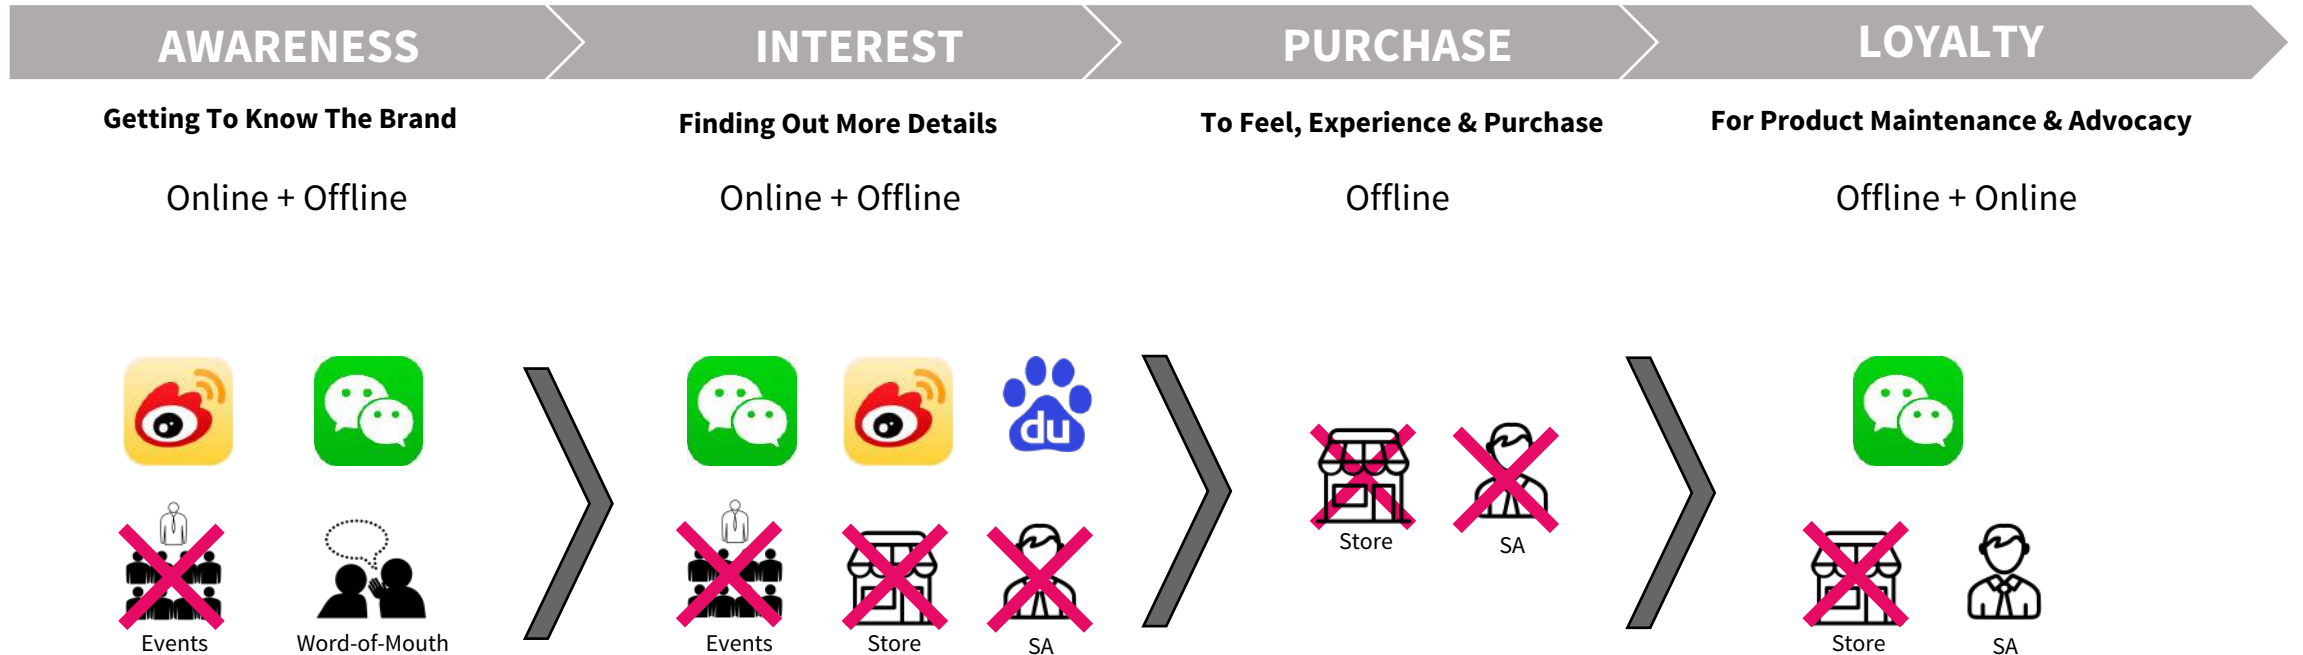 AWARENESS
INTEREST
PURCHASE
LOYALTY
Getting To Know The Brand
Finding Out More Details
To Feel, Experience & Purchase
For Product Maintenance & Advocacy
Online + Offline
Online + Offline
Offline
Offline + Online
du
Store
SA
Events
Word-of-Mouth
Events
Store
SA
Store
SA